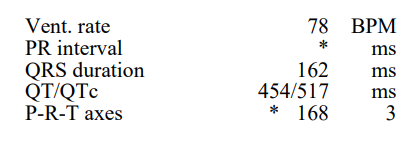 Vent. rate 78 BPM
PR interval * ms
QRS duration 162 ms
QT/QTc 454/517 ms
P-R-T axes * 168 3